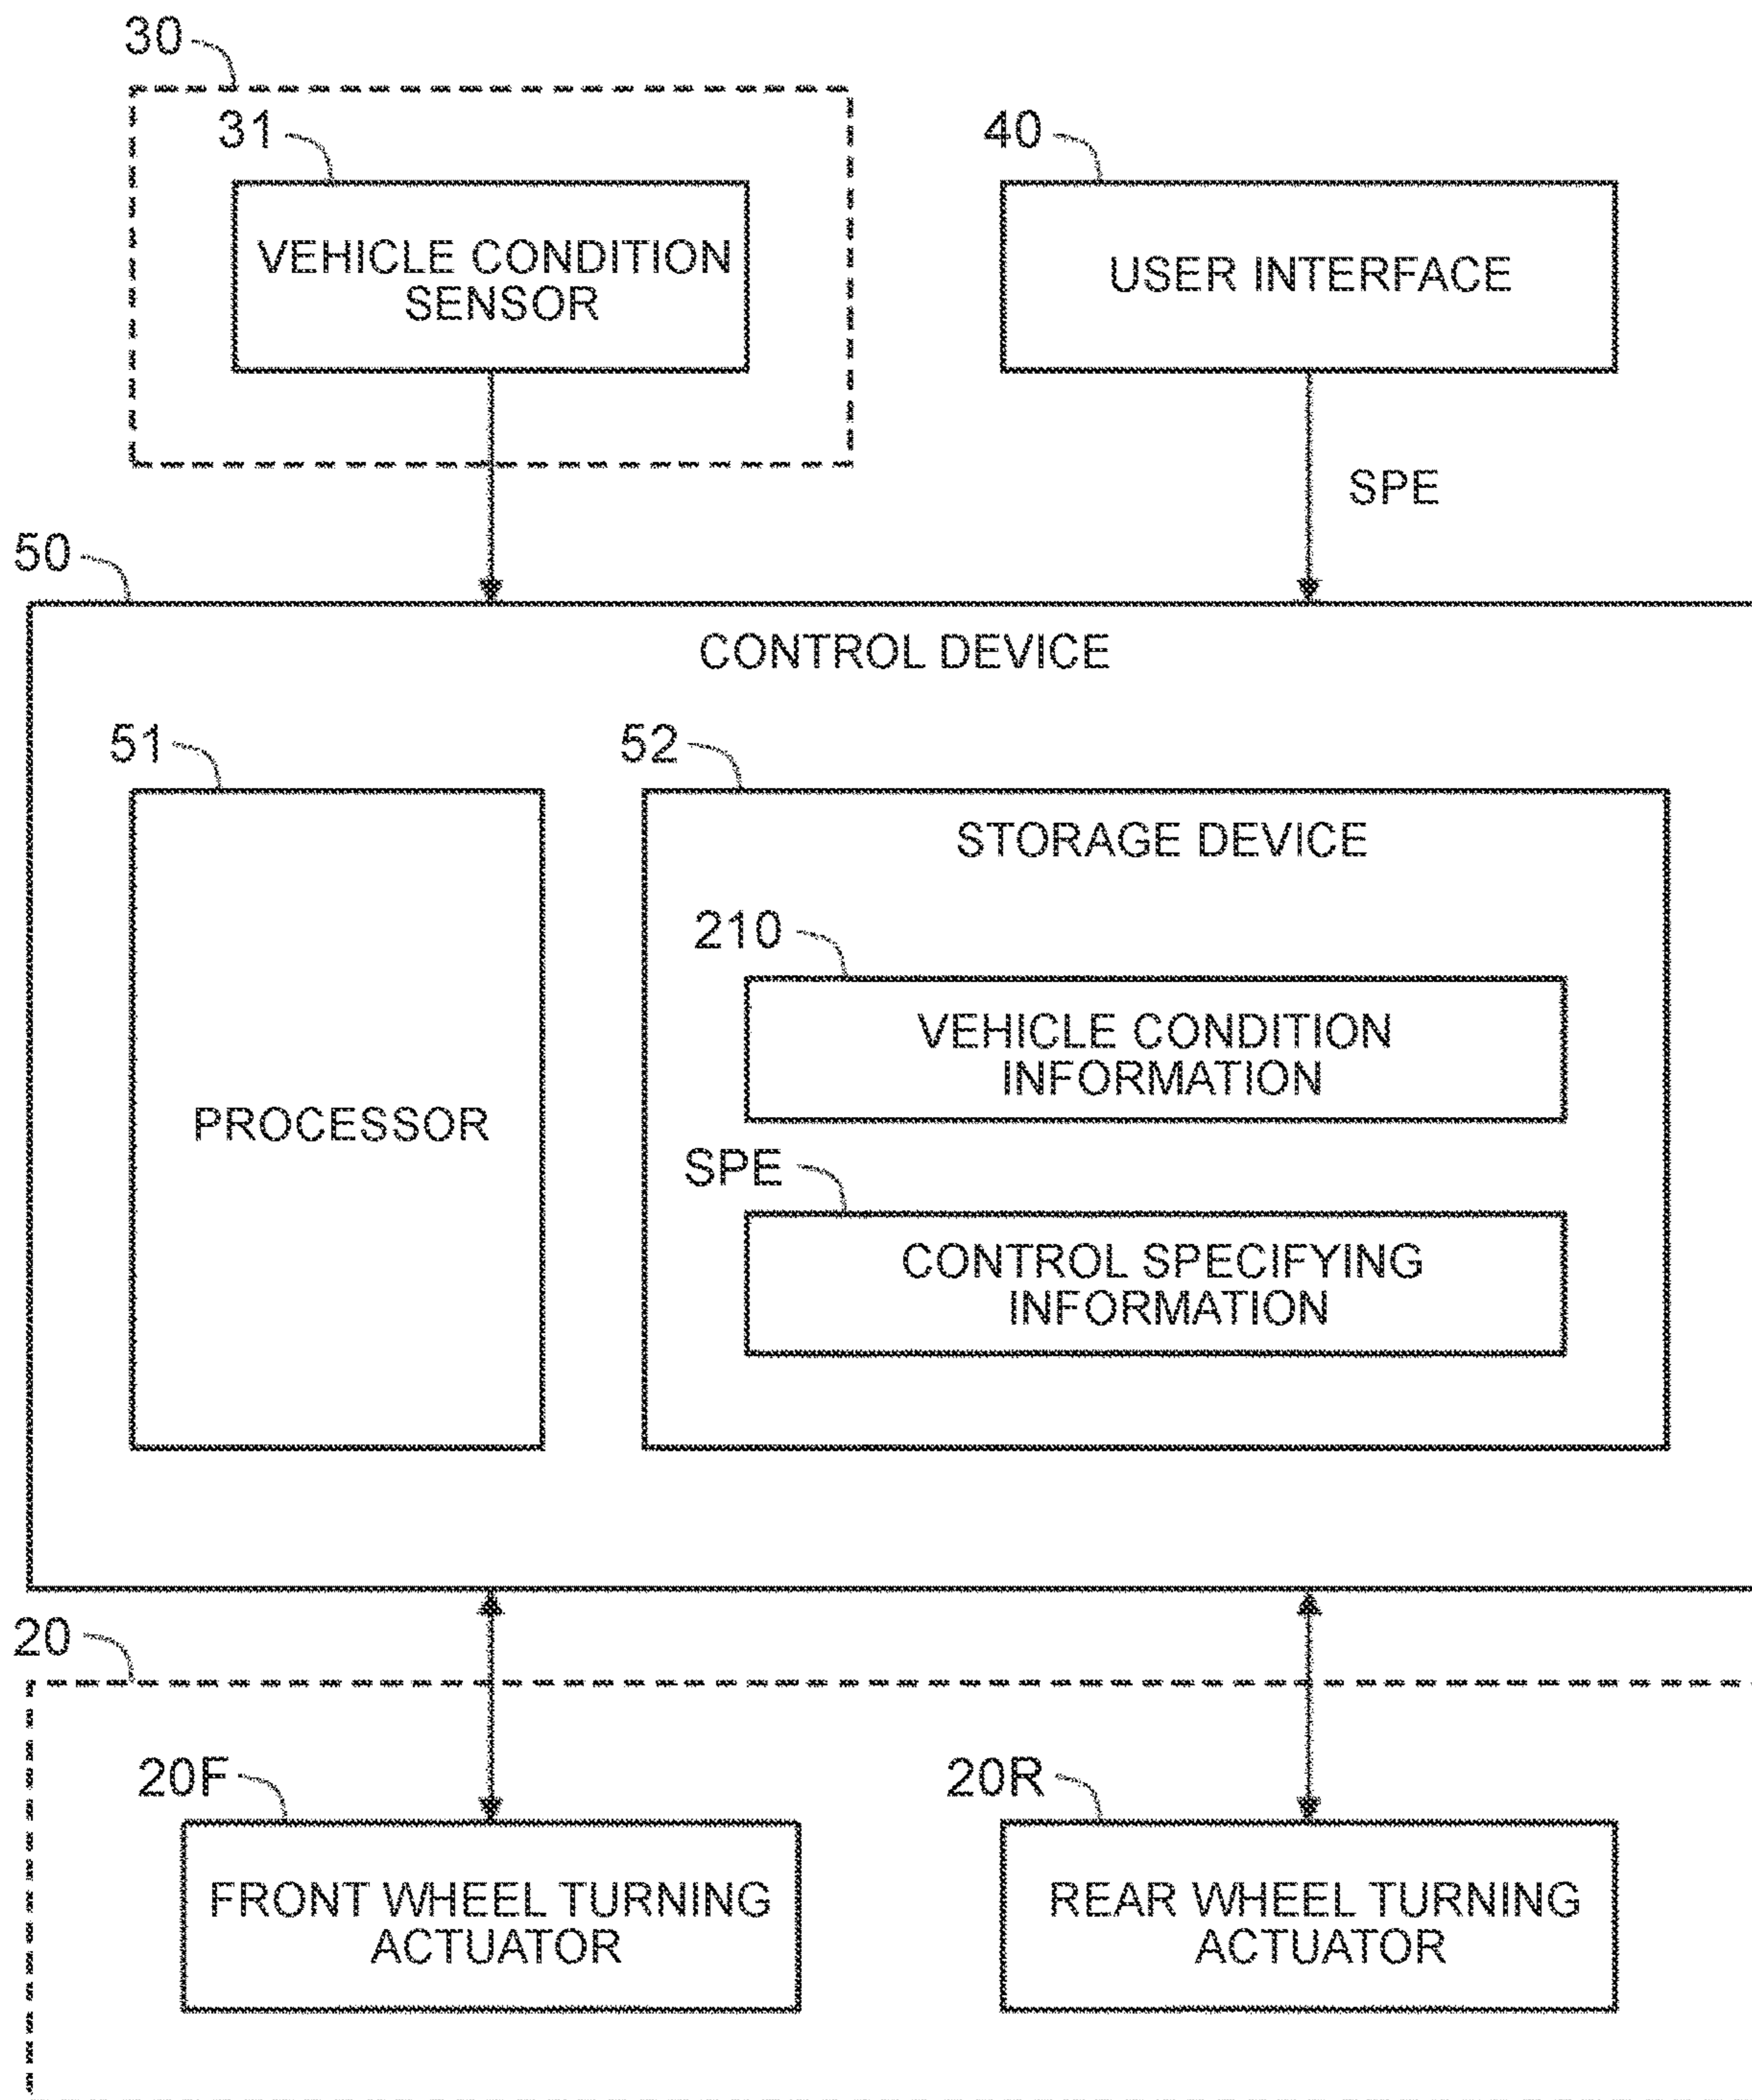 30
31
40
VEHICLE CONDITION
SENSOR
USER INTERFACE
SPE
50
CONTROL DEVICE
51
52
STORAGE DEVICE
210
VEHICLE CONDITION
INFORMATION
PROCESSOR
SPE
CONTROL SPECIFYING
INFORMATION
20
20F
20R
FRONT WHEEL TURNING
ACTUATOR
REAR WHEEL TURNING
ACTUATOR